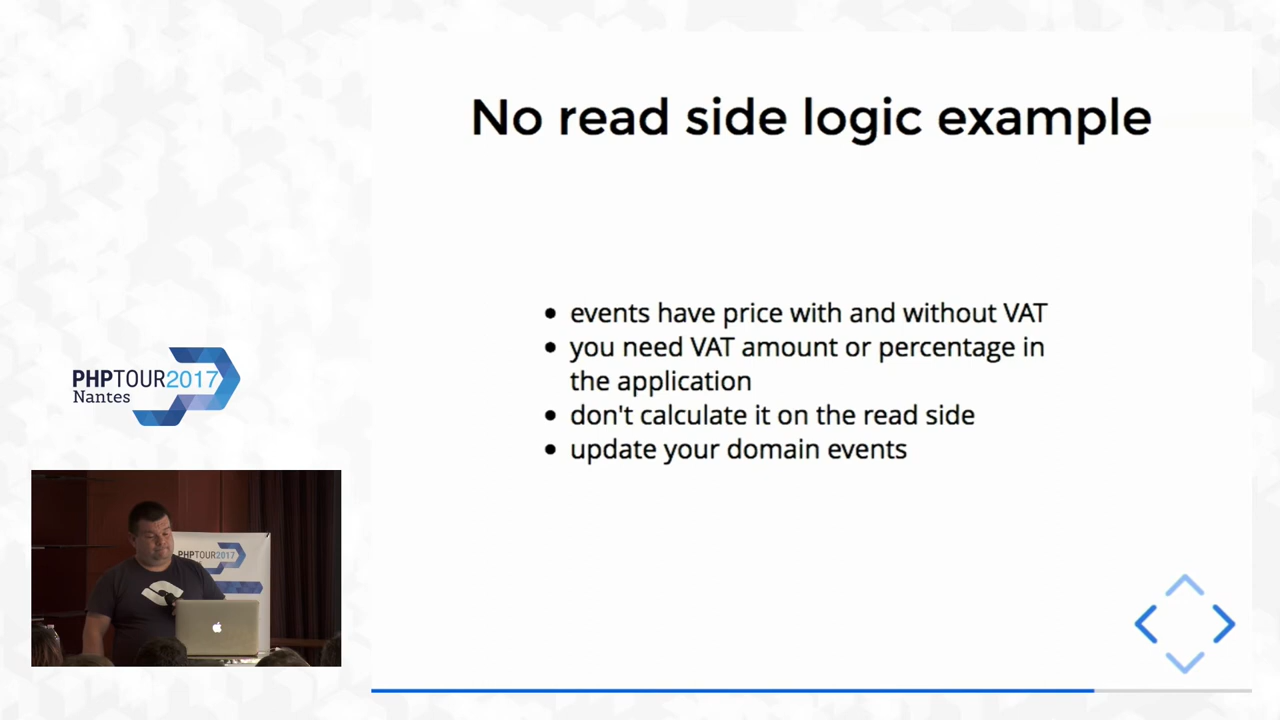 No read side logic example
• events have price with and without VAT
• you need VAT amount or percentage in
the application
• don't calculate it on the read side
• update your domain events
PHPTOUR2017
Nantes
PHPTOUR2017